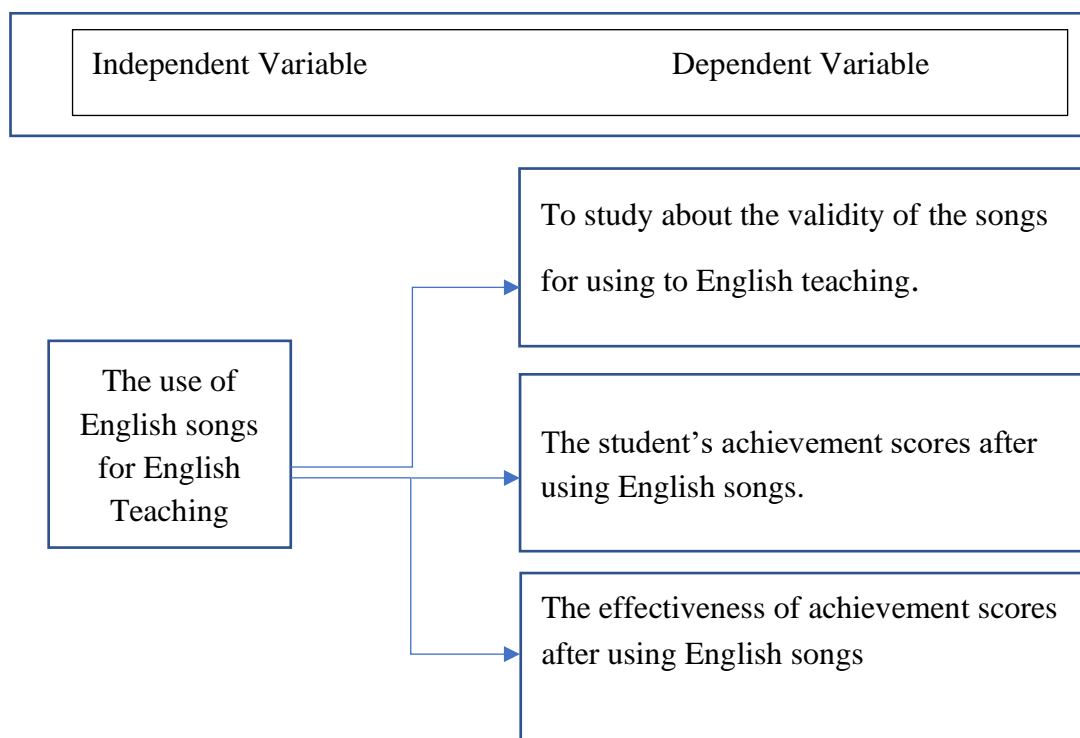 Independent Variable Dependent Variable
To study about the validity of the songs
for using to English teaching.
The use of
English songs
for English
Teaching
The student’s achievement scores after
using English songs.
The effectiveness of achievement scores
after using English songs